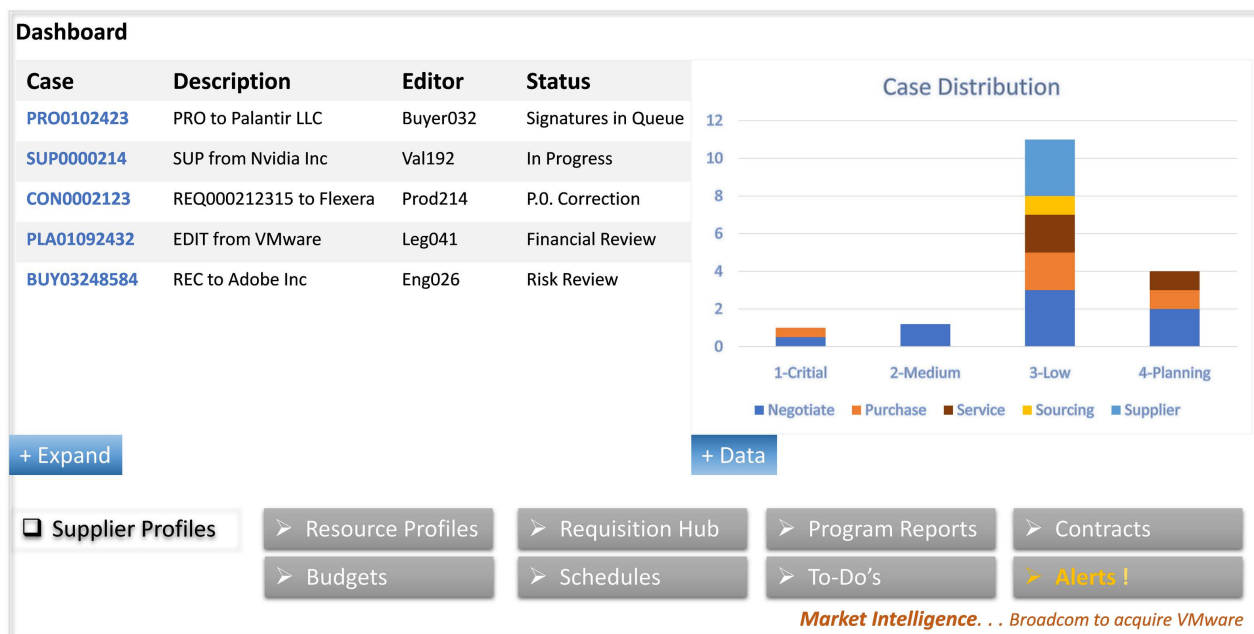 Dashboard
Case Description Editor Status
PRO0102423 PRO to Palantir LLC Buyer032 Signatures in Queue
SUP0000214 SUP from Nvidia Inc Val192 In Progress
CON0002123 REQ000212315 to Flexera Prod214 P.0. Correction
PLA01092432 EDIT from VMware Leg041 Financial Review
BUY03248584 REC to Adobe Inc Eng026 Risk Review
+ Expand
Case Distribution
12
10
8
6
4
2
0
1-Critial 2-Medium 3-Low 4-Planning
Negotiate Purchase Service Sourcing Supplier
+ Data
Supplier Profiles Resource Profiles Requisition Hub Program Reports Contracts
Budgets Schedules To-Do’s Alerts !
Market Intelligence. . . Broadcom to acquire VMware